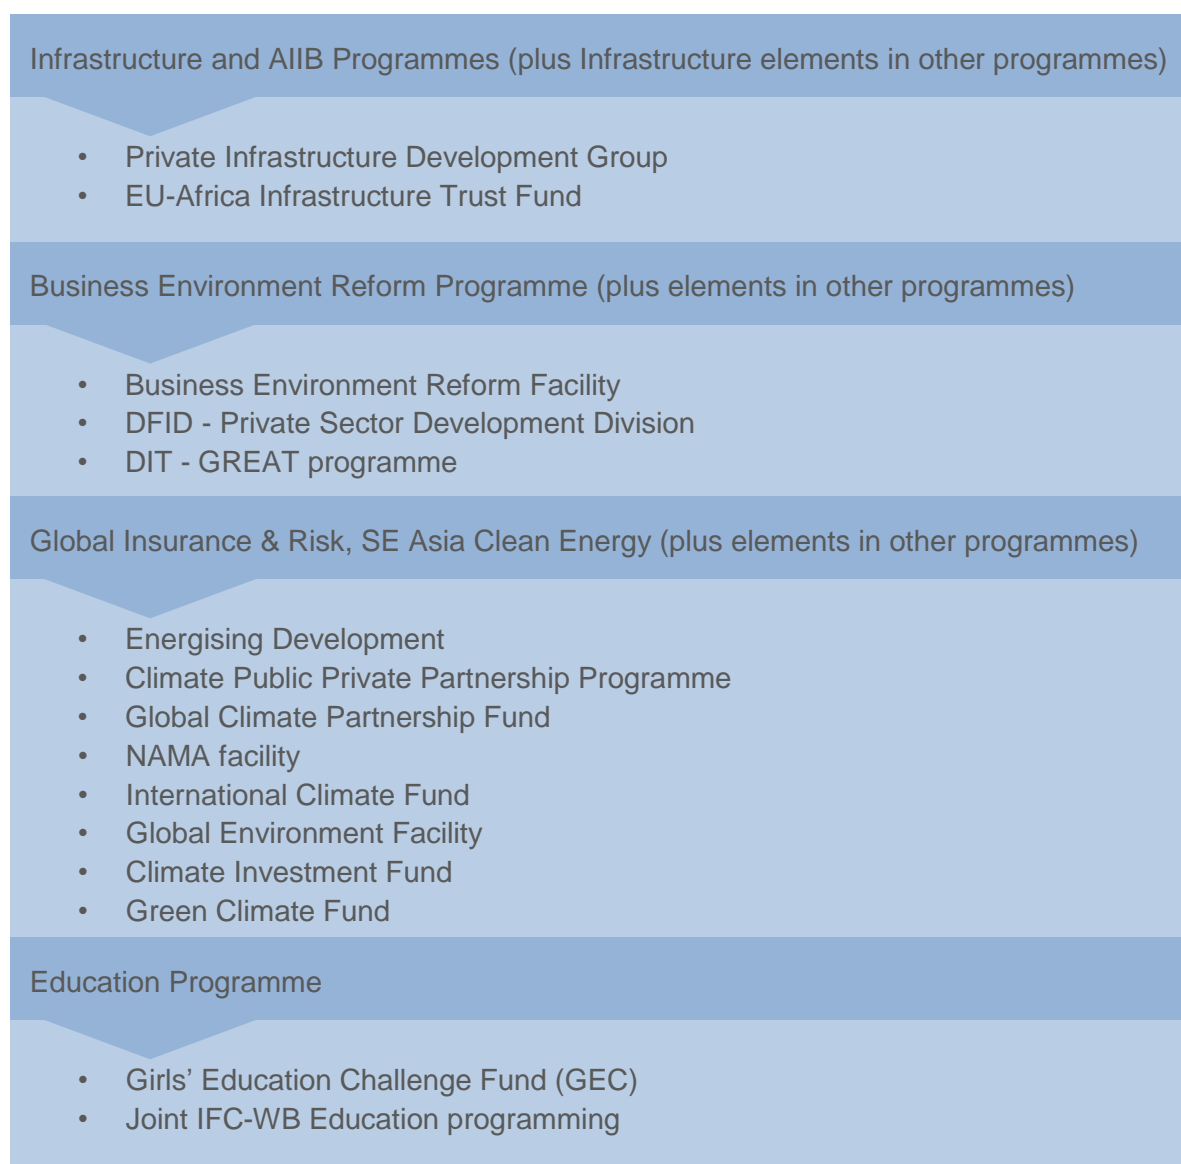 Infrastructure and AIIB Programmes (plus Infrastructure elements in other programmes)
• Private Infrastructure Development Group
• EU-Africa Infrastructure Trust Fund
Business Environment Reform Programme (plus elements in other programmes)
• Business Environment Reform Facility
• DFID - Private Sector Development Division
• DIT - GREAT programme
Global Insurance & Risk, SE Asia Clean Energy (plus elements in other programmes)
• Energising Development
• Climate Public Private Partnership Programme
• Global Climate Partnership Fund
• NAMA facility
• International Climate Fund
• Global Environment Facility
• Climate Investment Fund
• Green Climate Fund
Education Programme
• Girls’ Education Challenge Fund (GEC)
• Joint IFC-WB Education programming